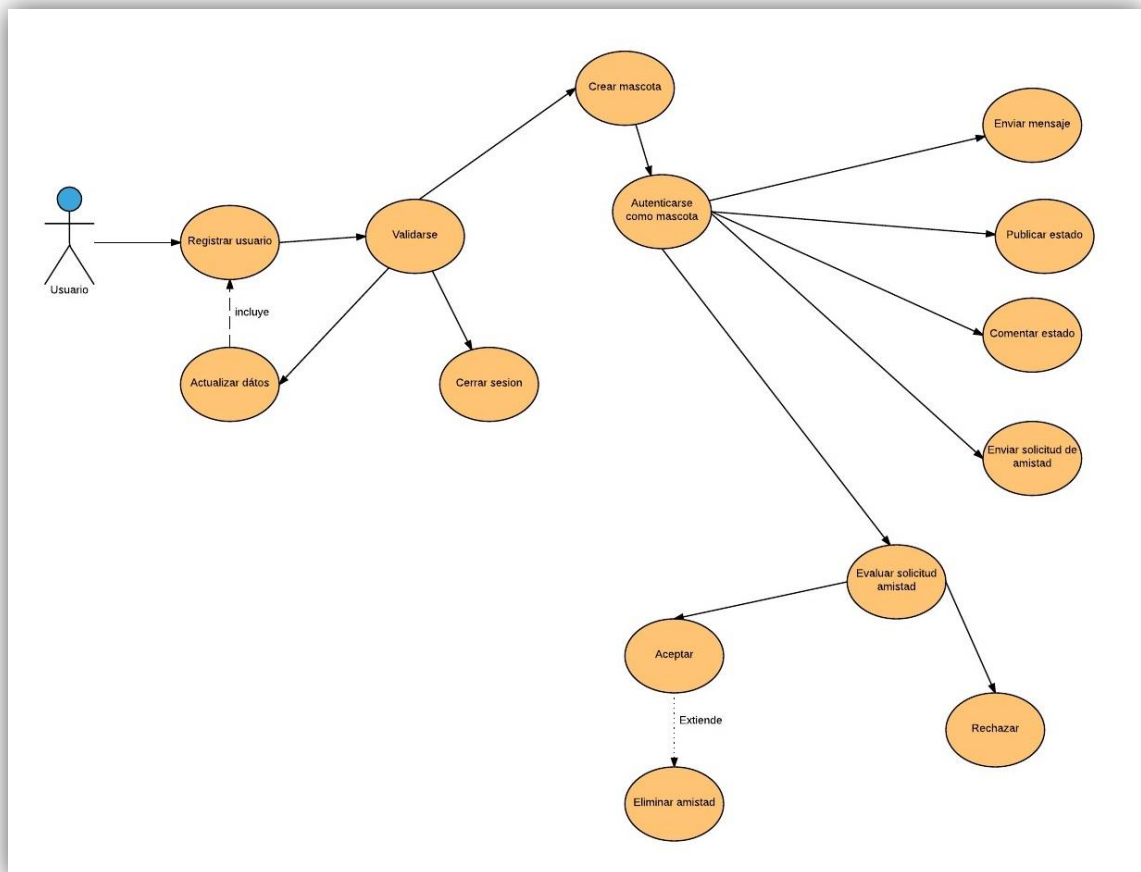 Crear mascota
Enviar mensaje
Autenticarse
como mascota
Registrar usuario
Validarse
Publicar estado
Usuario
incluye
Comentar estado
Actualizar dátos
Cerrar sesion
Enviar solicitud de
amistad
Evaluar solicitud
amistad
Aceptar
Extiende
Rechazar
Eliminar amistad